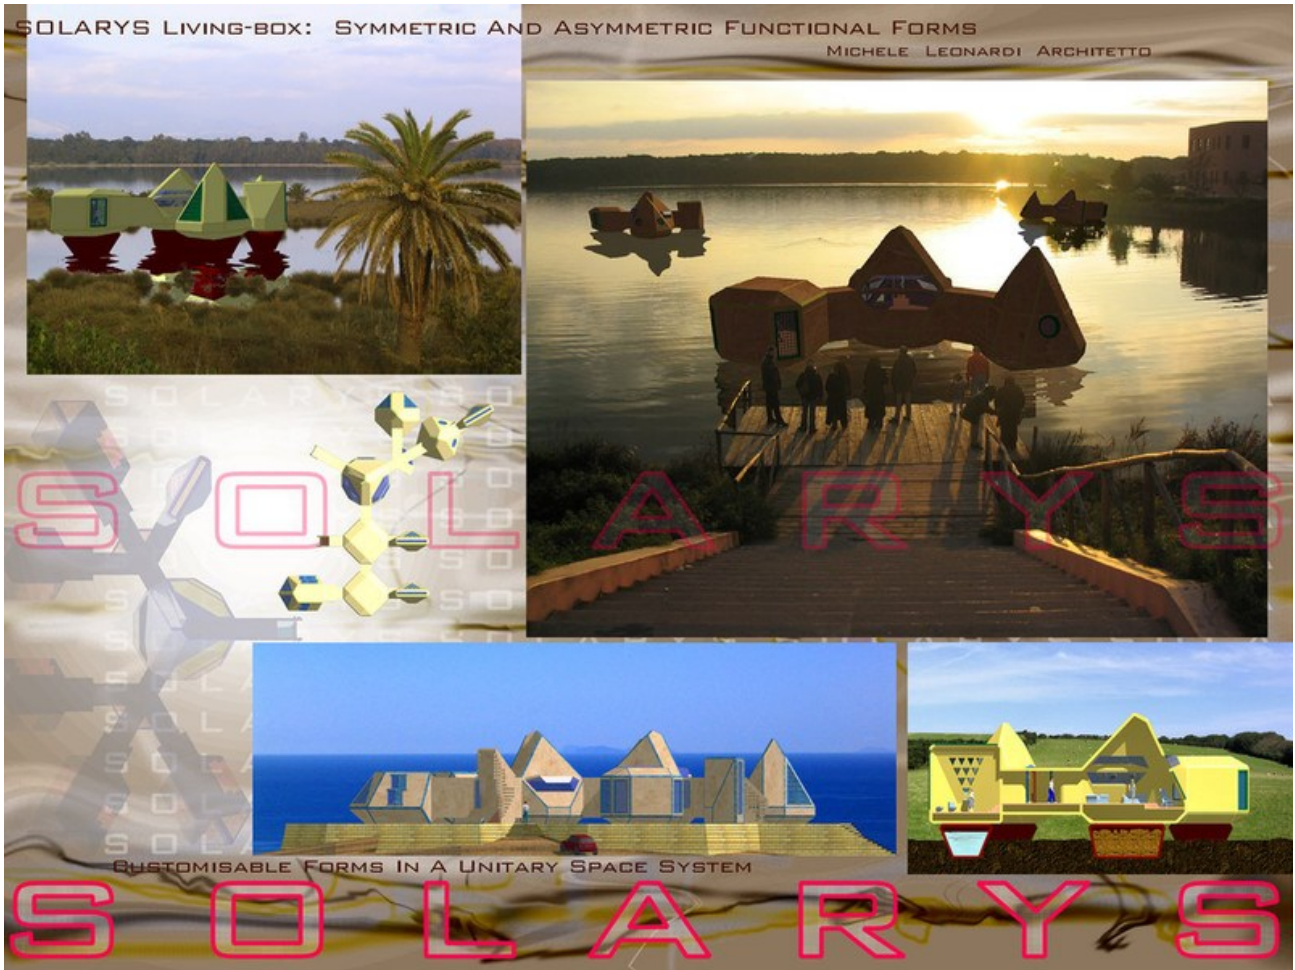 SOLARYS LIVING-BOX: SYMMETRIC AND ASYMMETRIC FUNCTIONAL FORMS
MICHELE LEONARDI ARCHITETTO
SOLARYS
CUSTOMISABLE FORMS IN A UNITARY SPACE SYSTEM
SOLARYS